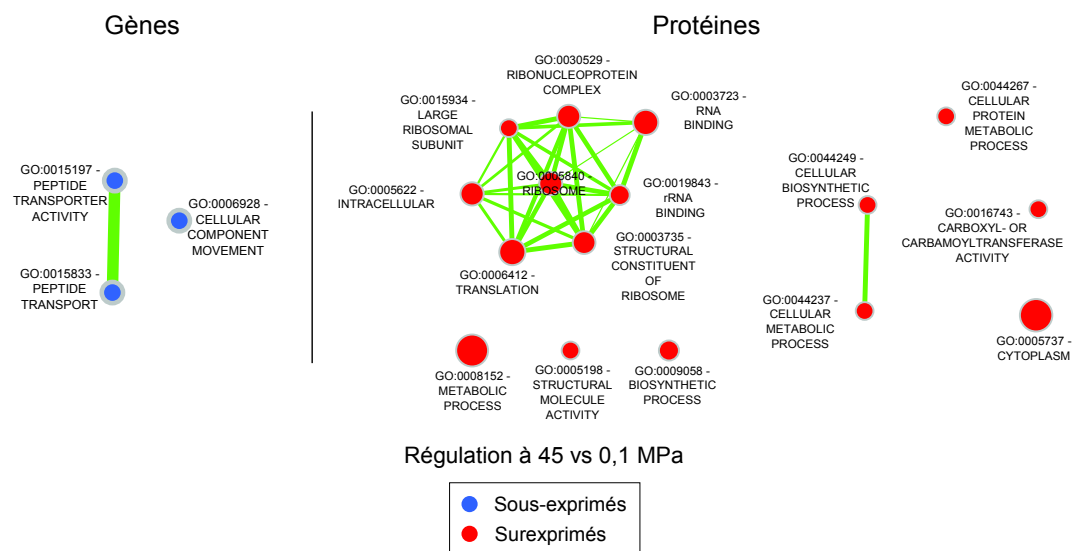 Gènes
Protéines
GO:0015197 -
PEPTIDE
TRANSPORTER
ACTIVITY
GO:0006928 -
CELLULAR
COMPONENT
MOVEMENT
GO:0015833 -
PEPTIDE
TRANSPORT
GO:0030529 -
RIBONUCLEOPROTEIN
COMPLEX
GO:0015934 -
LARGE
RIBOSOMAL
SUBUNIT
GO:0003723 -
RNA
BINDING
GO:0005622 -
INTRACELLULAR
GO:0005840 -
RIBOSOME
GO:0019843 -
rRNA
BINDING
GO:0006412 -
TRANSLATION
GO:0003735 -
STRUCTURAL
CONSTITUENT
OF
RIBOSOME
GO:0044267 -
CELLULAR
PROTEIN
METABOLIC
PROCESS
GO:0044249 -
CELLULAR
BIOSYNTHETIC
PROCESS
GO:0016743 -
CARBOXYL- OR
CARBAMOYLTRANSFERASE
ACTIVITY
GO:0044237 -
CELLULAR
METABOLIC
PROCESS
GO:0005737 -
CYTOPLASM
GO:0008152 -
METABOLIC
PROCESS
GO:0005198 -
STRUCTURAL
MOLECULE
ACTIVITY
GO:0009058 -
BIOSYNTHETIC
PROCESS
Régulation à 45 vs 0,1 MPa
Sous-exprimés
Surexprimés